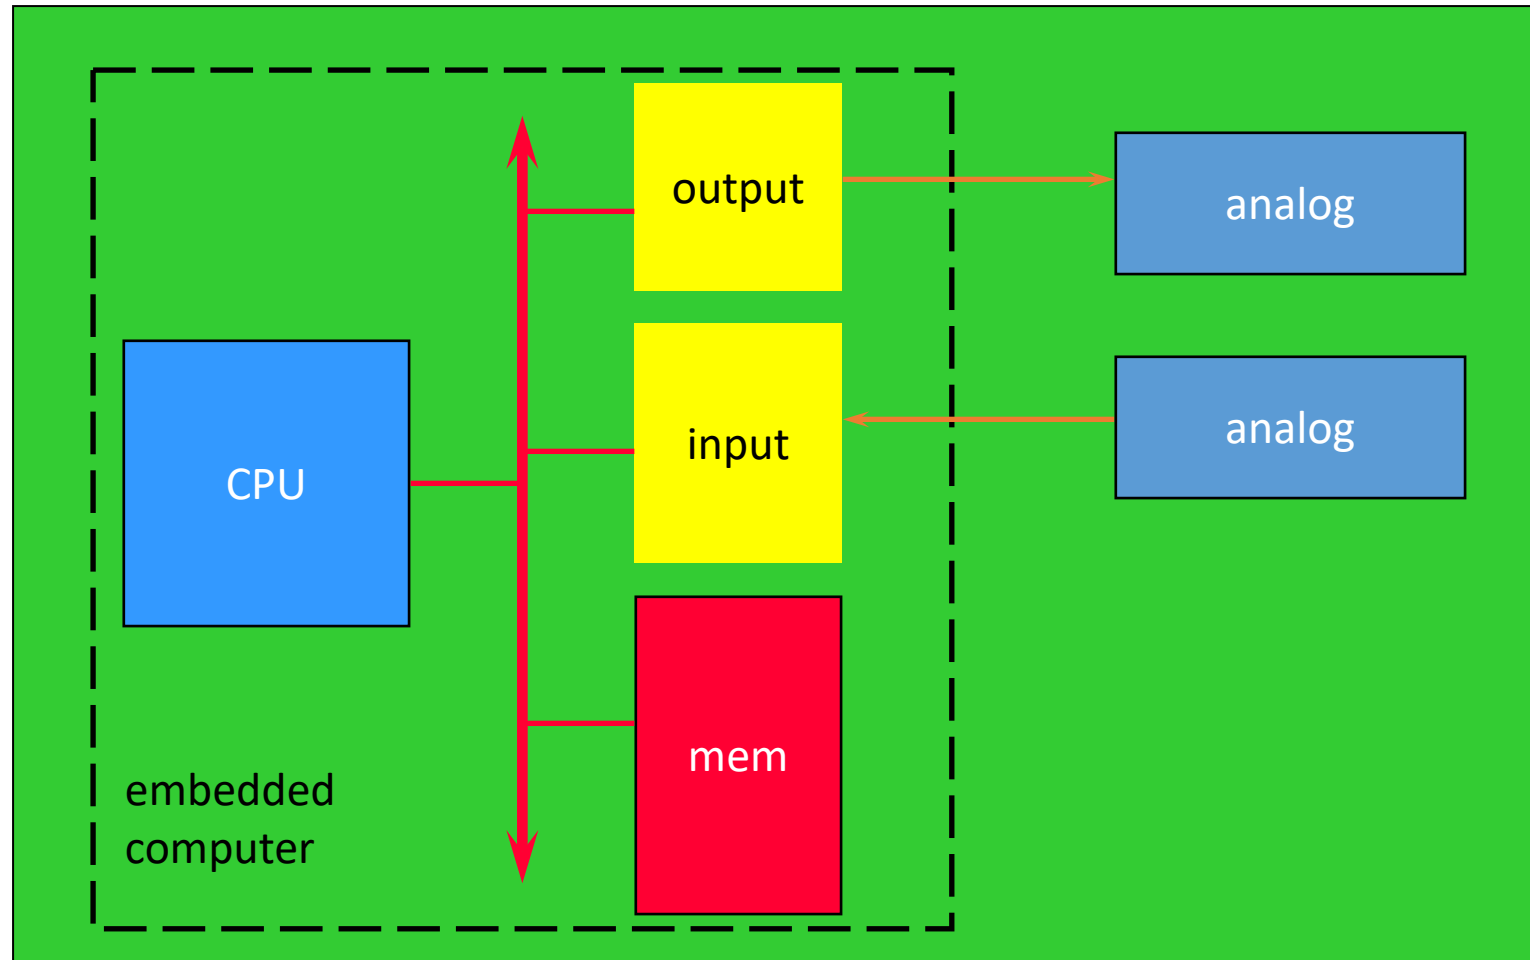 output
analog
input
analog
CPU
mem
embedded
computer